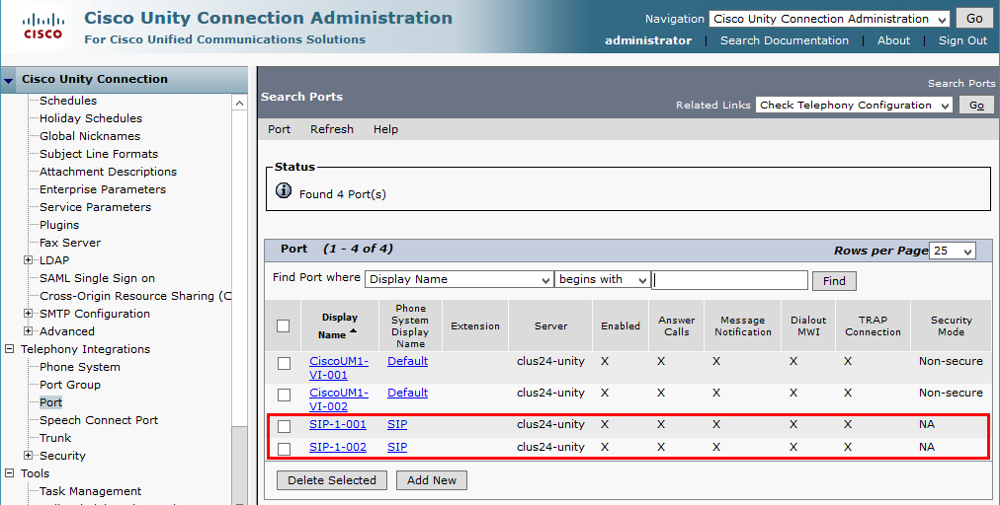 Cisco Unity Connection Administration
For Cisco Unified Communications Solutions
CISCO
Navigation Cisco Unity Connection Administration Go
administrator | Search Documentation | About | Sign Out
Cisco Unity Connection
Schedules
Holiday Schedules
Global Nicknames
Subject Line Formats
Attachment Descriptions
Enterprise Parameters
Service Parameters
Plugins
Fax Server
LDAP
SAML Single Sign on
Cross-Origin Resource Sharing (C
SMTP Configuration
Advanced
Telephony Integrations
Phone System
Port Group
Port
Speech Connect Port
Trunk
Security
Tools
Task Management
Search Ports
Search Ports
Related Links Check Telephony Configuration Go
Port Refresh Help
Status
Found 4 Port(s)
Port (1 - 4 of 4)
Rows per Page 25
Find Port where Display Name begins with Find
Display Name Phone System Display Name Extension Server Enabled Answer Calls Message Notification Dialout MWI TRAP Connection Security Mode
CiscoUM1-VI-001 Default clus24-unity X X X X X Non-secure
CiscoUM1-VI-002 Default clus24-unity X X X X X Non-secure
SIP-1-001 SIP clus24-unity X X X X X NA
SIP-1-002 SIP clus24-unity X X X X X NA
Delete Selected Add New